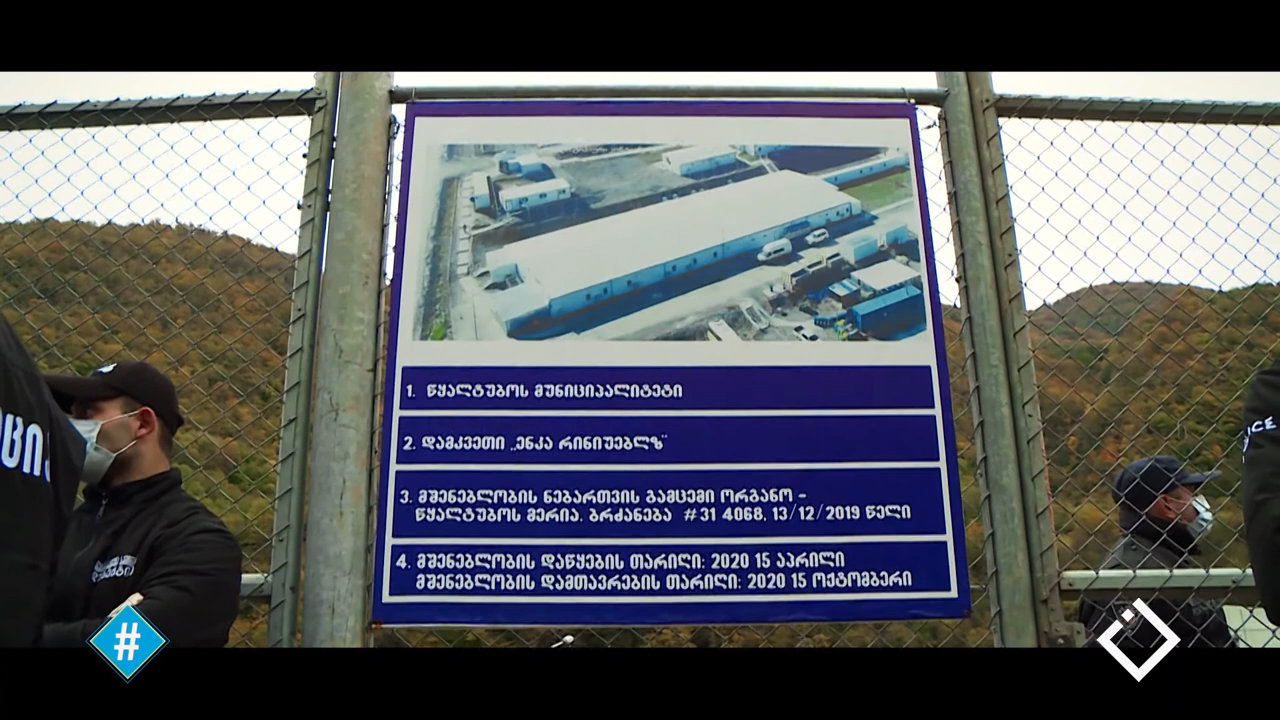 1. წყალტუბოს მუნიციპალიტეტი
2. დამკვეთი „ენკა რინიუებლზ"
3. მშენებლობის ნებართვის გამცემი ორგანო –
წყალტუბოს მერია. ბრძანება #31 4068, 13/12/2019 წელი
4. მშენებლობის დაწყების თარიღი: 2020 15 აპრილი
მშენებლობის დამთავრების თარიღი: 2020 15 ოქტომბერი
#